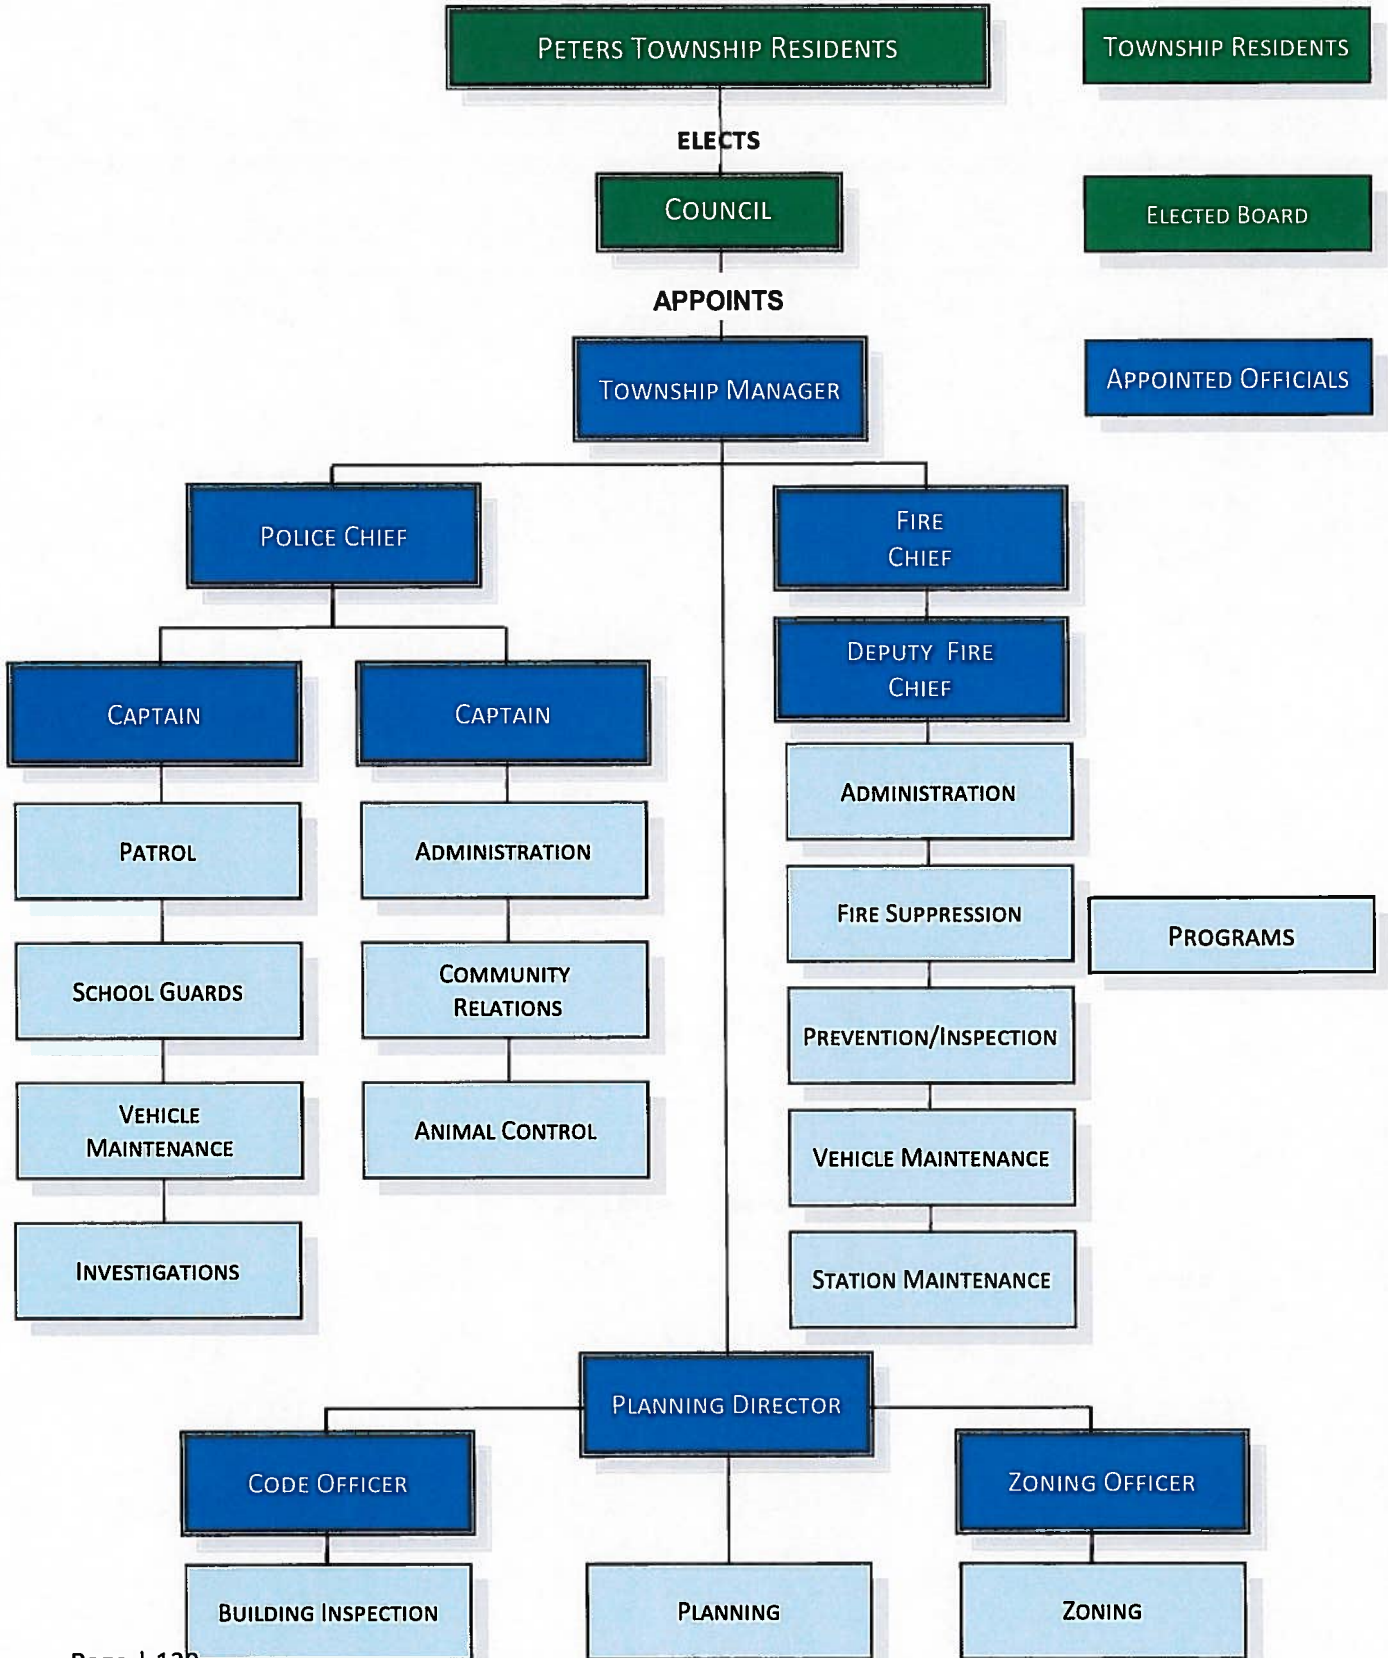 PETERS TOWNSHIP RESIDENTS
TOWNSHIP RESIDENTS
ELECTS
COUNCIL
ELECTED BOARD
APPOINTS
TOWNSHIP MANAGER
APPOINTED OFFICIALS
POLICE CHIEF
FIRE
CHIEF
DEPUTY FIRE
CHIEF
CAPTAIN
CAPTAIN
ADMINISTRATION
PATROL
ADMINISTRATION
FIRE SUPPRESSION
PROGRAMS
SCHOOL GUARDS
COMMUNITY
RELATIONS
PREVENTION/INSPECTION
VEHICLE
MAINTENANCE
ANIMAL CONTROL
VEHICLE MAINTENANCE
INVESTIGATIONS
STATION MAINTENANCE
PLANNING DIRECTOR
CODE OFFICER
ZONING OFFICER
BUILDING INSPECTION
PLANNING
ZONING